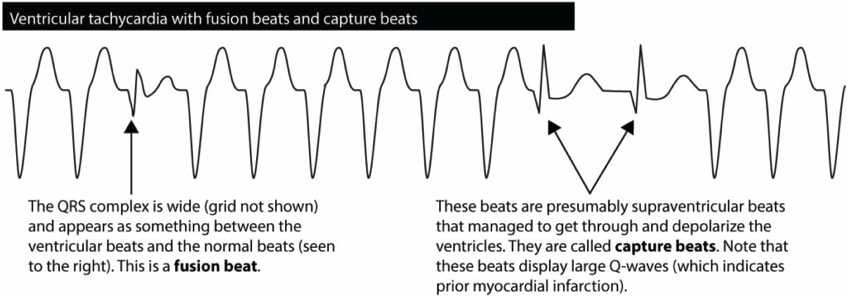 Ventricular tachycardia with fusion beats and capture beats
The QRS complex is wide (grid not shown)
and appears as something between the
ventricular beats and the normal beats (seen
to the right). This is a fusion beat.
These beats are presumably supraventricular beats
that managed to get through and depolarize the
ventricles. They are called capture beats. Note that
these beats display large Q-waves (which indicates
prior myocardial infarction).